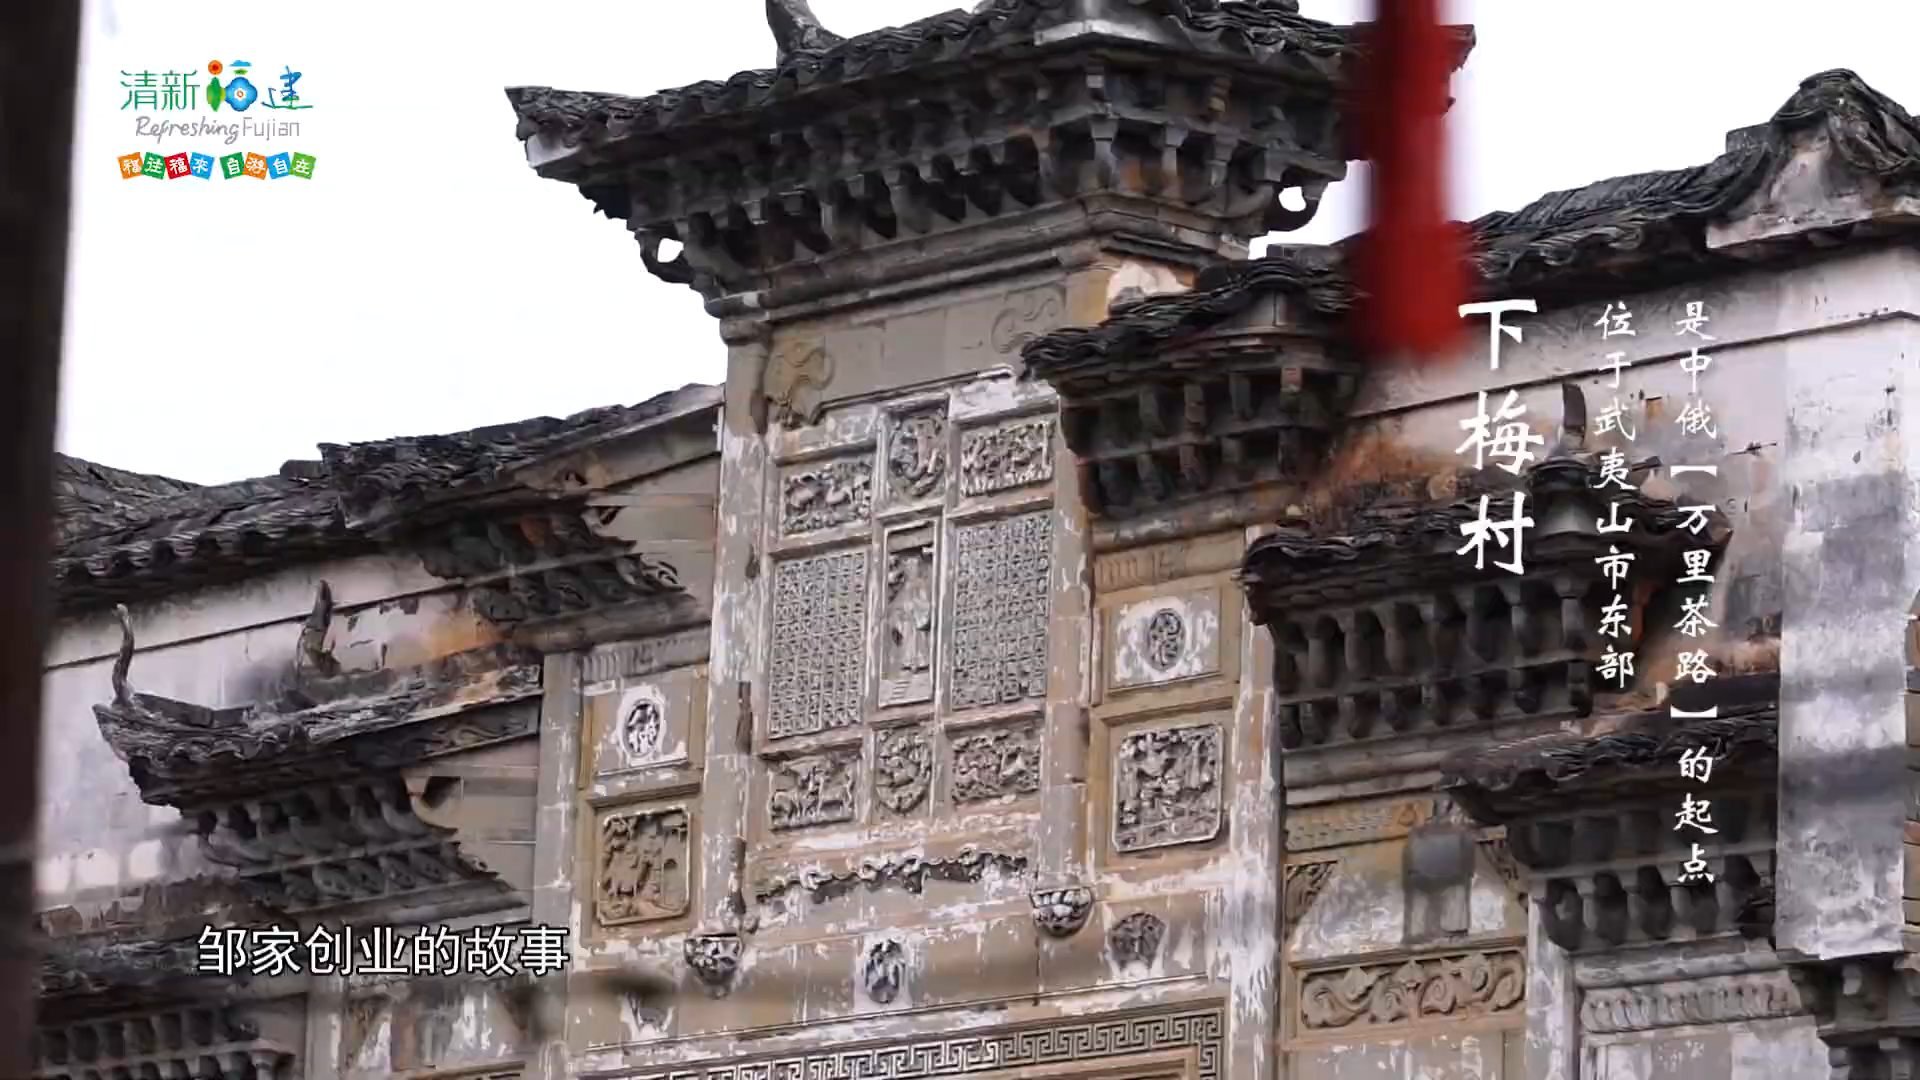 清新福建
Refreshing Fujian
福往福来 自游自在
下梅村
位于武夷山市东部
是中俄【万里茶路】的起点
邹家创业的故事